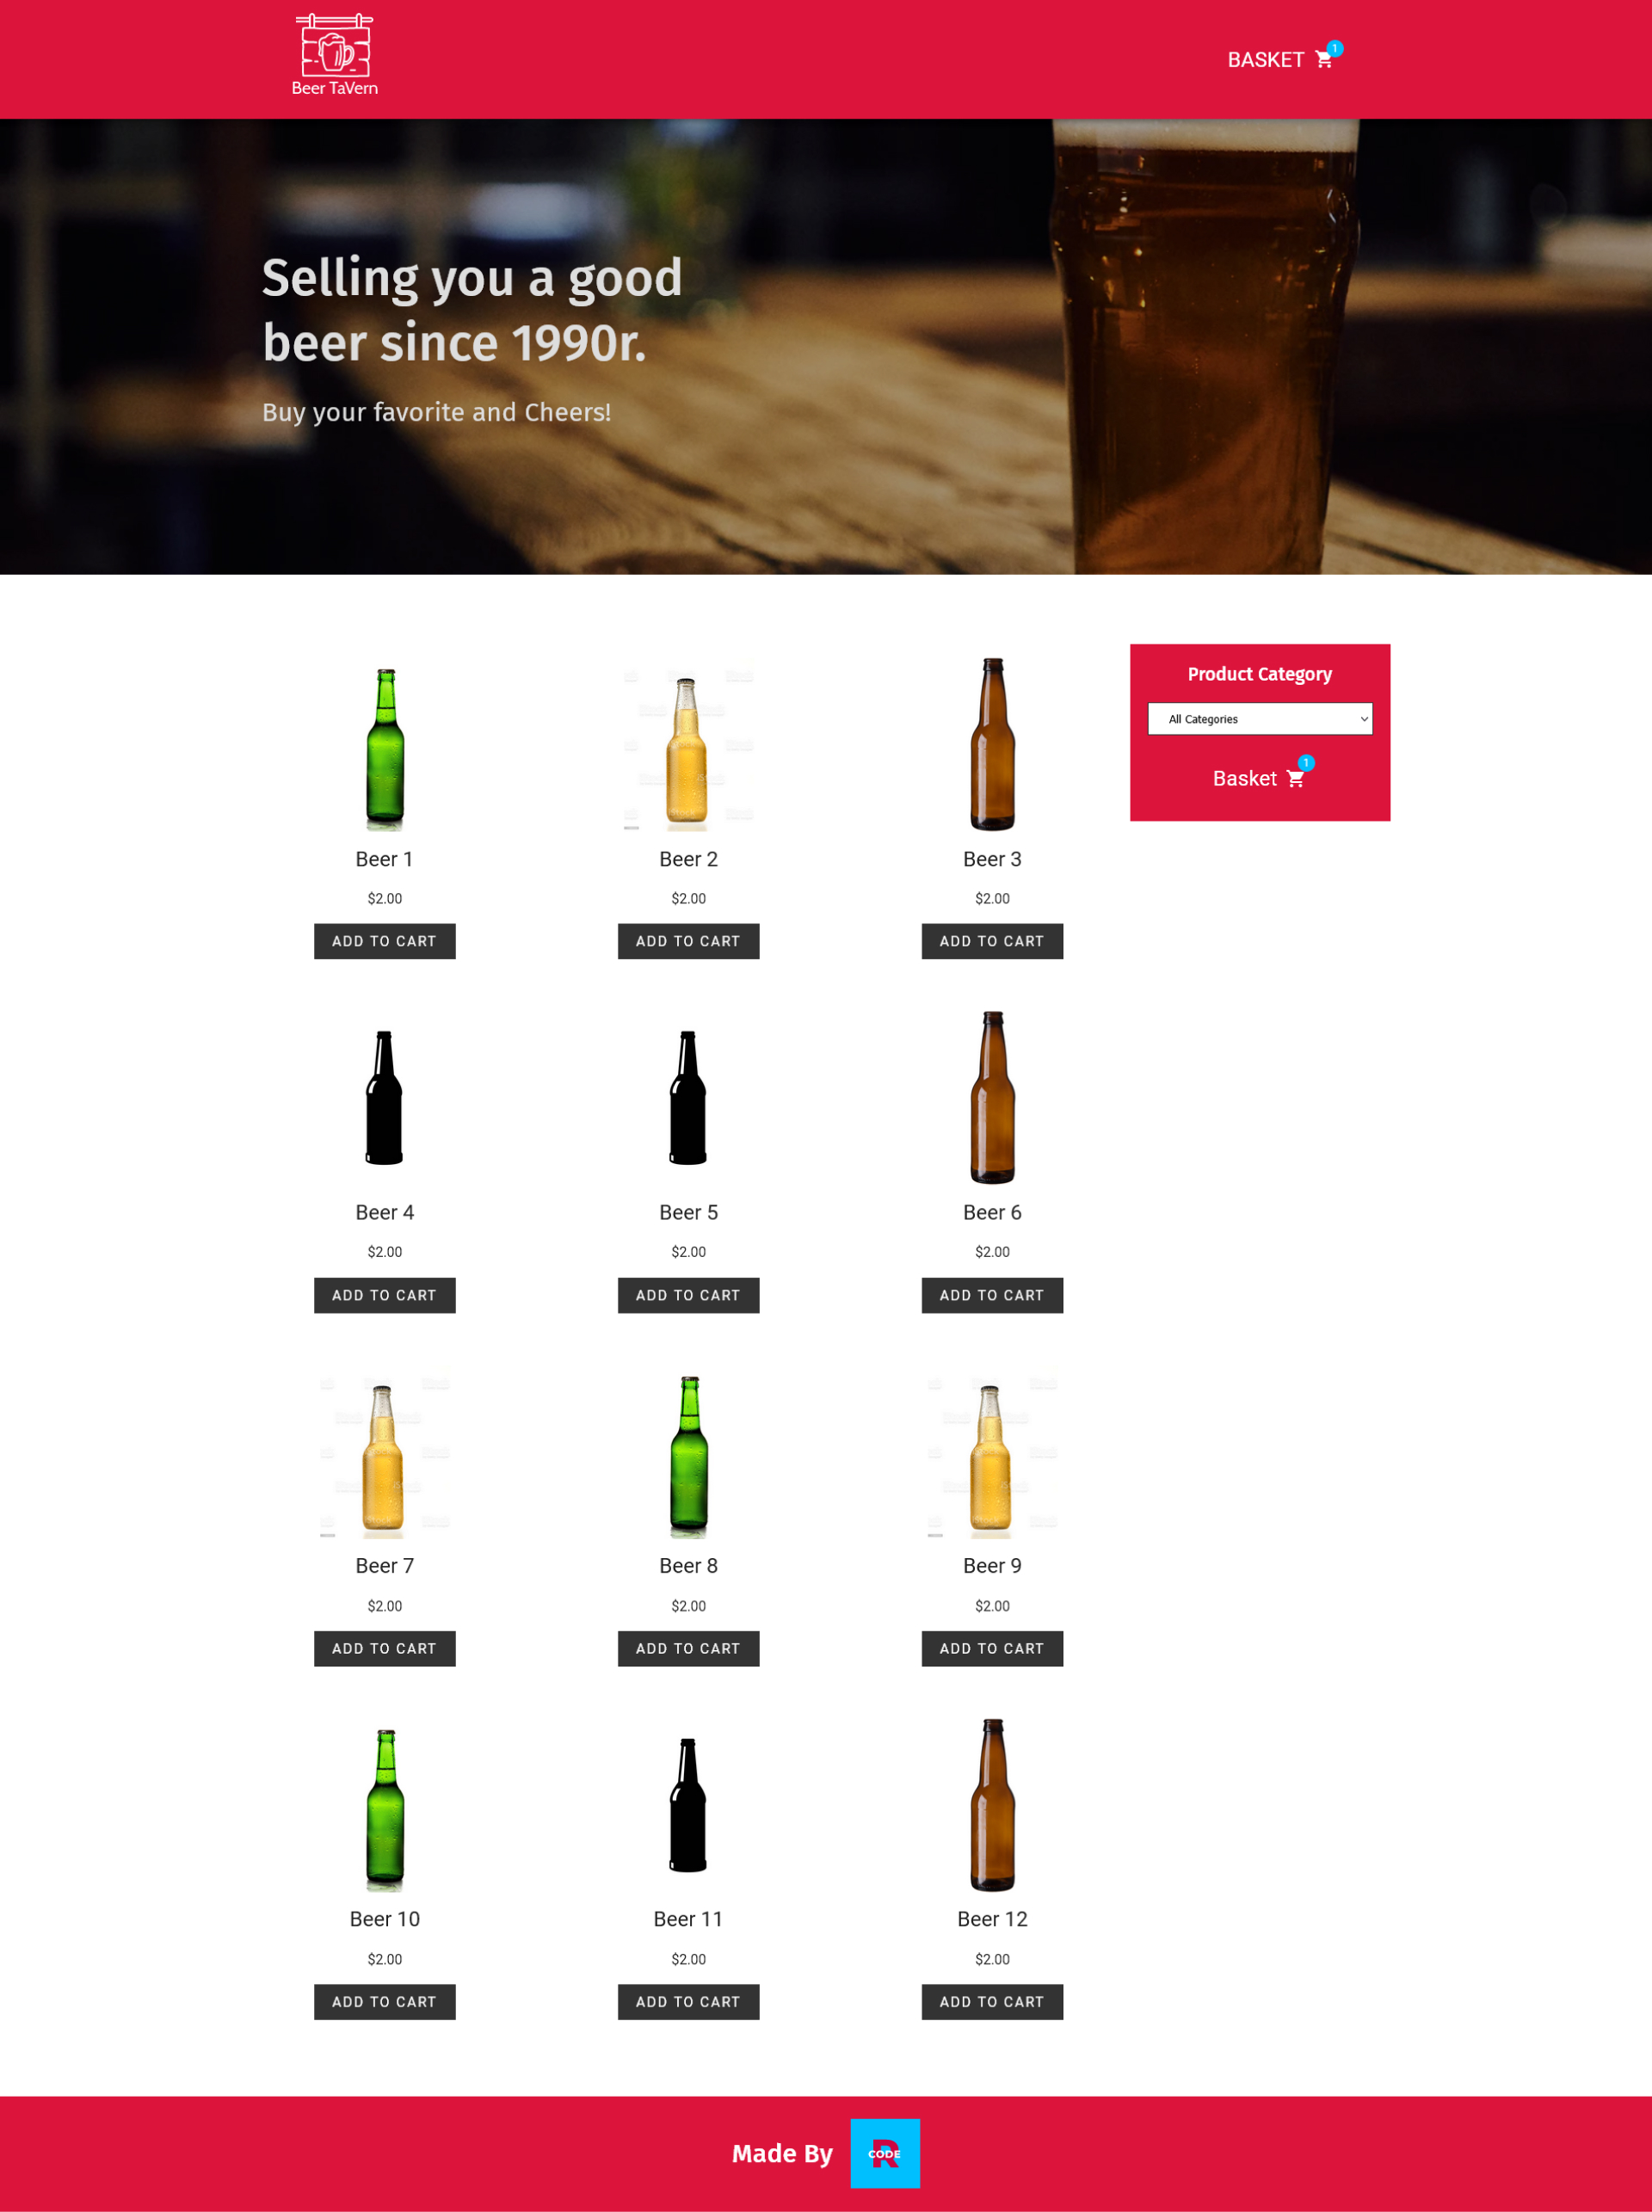 Beer TaVern
BASKET 1
Selling you a good
beer since 1990r.
Buy your favorite and Cheers!
Product Category
All Categories
Basket 1
Beer 1
$2.00
ADD TO CART
Beer 2
$2.00
ADD TO CART
Beer 3
$2.00
ADD TO CART
Beer 4
$2.00
ADD TO CART
Beer 5
$2.00
ADD TO CART
Beer 6
$2.00
ADD TO CART
Beer 7
$2.00
ADD TO CART
Beer 8
$2.00
ADD TO CART
Beer 9
$2.00
ADD TO CART
Beer 10
$2.00
ADD TO CART
Beer 11
$2.00
ADD TO CART
Beer 12
$2.00
ADD TO CART
Made By
R CODE